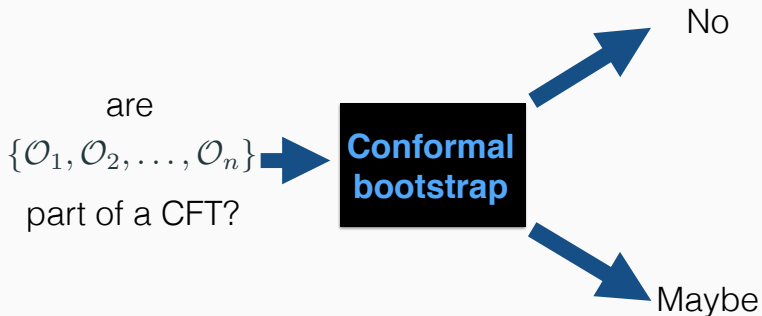 No
are
{𝒪₁, 𝒪₂, . . . , 𝒪ₙ}
part of a CFT?
Conformal
bootstrap
Maybe